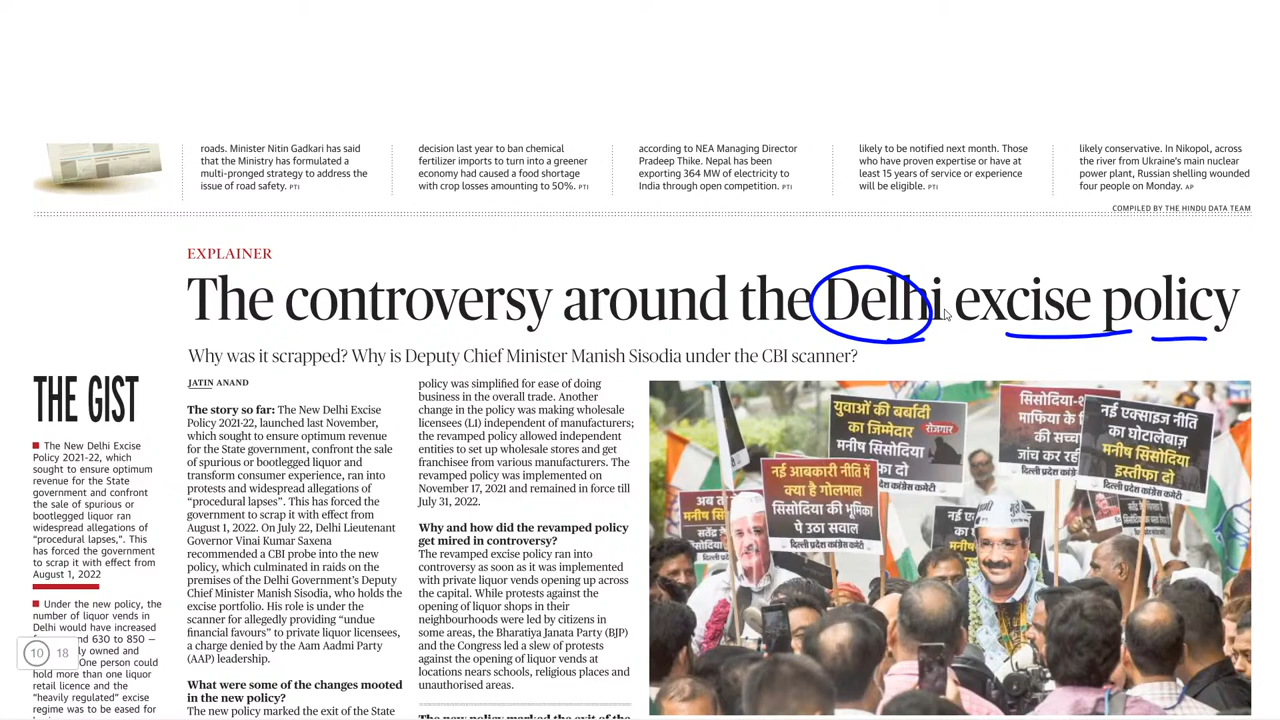 roads. Minister Nitin Gadkari has said
that the Ministry has formulated a
multi-pronged strategy to address the
issue of road safety. PTI
decision last year to ban chemical
fertilizer imports to turn into a greener
economy had caused a food shortage
with crop losses amounting to 50%. PTI
according to NEA Managing Director
Pradeep Thike. Nepal has been
exporting 364 MW of electricity to
India through open competition. PTI
likely to be notified next month. Those
who have proven expertise or have at
least 15 years of service or experience
will be eligible. PTI
likely conservative. In Nikopol, across
the river from Ukraine's main nuclear
power plant, Russian shelling wounded
four people on Monday. AP
COMPILED BY THE HINDU DATA TEAM
EXPLAINER
The controversy around the Delhi excise policy
Why was it scrapped? Why is Deputy Chief Minister Manish Sisodia under the CBI scanner?
THE GIST
The New Delhi Excise
Policy 2021-22, which
sought to ensure optimum
revenue for the State
government and confront
the sale of spurious or
bootlegged liquor ran
widespread allegations of
“procedural lapses,”. This
has forced the government
to scrap it with effect from
August 1, 2022
Under the new policy, the
number of liquor vends in
Delhi would have increased
nd 630 to 850 —
ly owned and
One person could
hold more than one liquor
retail licence and the
“heavily regulated” excise
regime was to be eased for
10 18
JATIN ANAND
The story so far: The New Delhi Excise
Policy 2021-22, launched last November,
which sought to ensure optimum revenue
for the State government, confront the sale
of spurious or bootlegged liquor and
transform consumer experience, ran into
protests and widespread allegations of
“procedural lapses”. This has forced the
government to scrap it with effect from
August 1, 2022. On July 22, Delhi Lieutenant
Governor Vinai Kumar Saxena
recommended a CBI probe into the new
policy, which culminated in raids on the
premises of the Delhi Government's Deputy
Chief Minister Manish Sisodia, who holds the
excise portfolio. His role is under the
scanner for allegedly providing “undue
financial favours” to private liquor licensees,
a charge denied by the Aam Aadmi Party
(AAP) leadership.
What were some of the changes mooted
in the new policy?
The new policy marked the exit of the State
policy was simplified for ease of doing
business in the overall trade. Another
change in the policy was making wholesale
licensees (LI) independent of manufacturers;
the revamped policy allowed independent
entities to set up wholesale stores and get
franchisee from various manufacturers. The
revamped policy was implemented on
November 17, 2021 and remained in force till
July 31, 2022.
Why and how did the revamped policy
get mired in controversy?
The revamped excise policy ran into
controversy as soon as it was implemented
with private liquor vends opening up across
the capital. While protests against the
opening of liquor shops in their
neighbourhoods were led by citizens in
some areas, the Bharatiya Janata Party (BJP)
and the Congress led a slew of protests
against the opening of liquor vends at
locations nears schools, religious places and
unauthorised areas.
The new policy marked the exit of the
युवाओं की बर्बादी
का जिम्मेदार
मनीष सिसोदिया
फा दो
दिल्ली प्रदेश कांग्रेस कमेटी
रोजगार
नई आबकारी नीति में
क्या है गोलमाल
सिसोदिया की भूमिका
पे उठा सवाल
दिल्ली प्रदेश कांग्रेस कमेटी
सिसोदिया-श
माफिया के
की सच्चा
जांच कर रही
नई एक्साइज नीति
का घोटालेबाज़
मनीष सिसोदिया
इस्तीफा दो
दिल्ली प्रदेश कांग्रेस कमेटी
अब त
मनीष सि